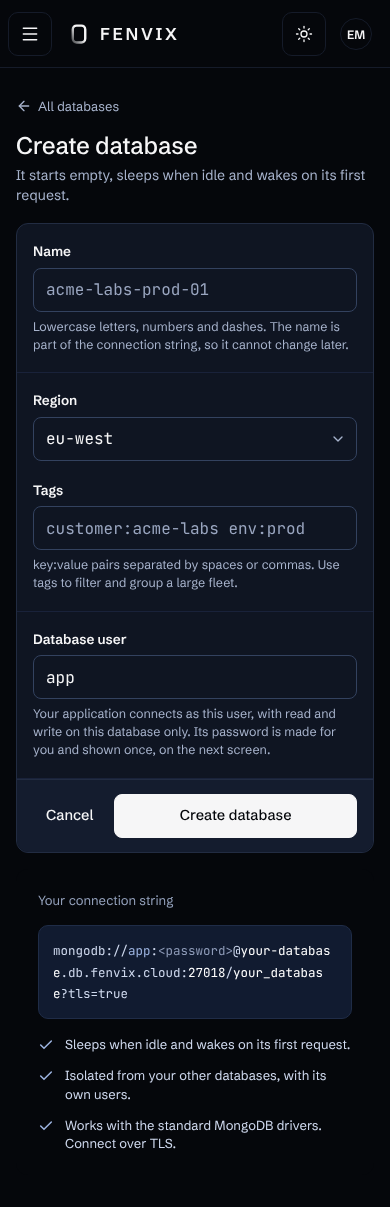 FENVIX
EM
All databases
Create database
It starts empty, sleeps when idle and wakes on its first
request.
Name
acme-labs-prod-01
Lowercase letters, numbers and dashes. The name is
part of the connection string, so it cannot change later.
Region
eu-west
Tags
customer:acme-labs env:prod
key:value pairs separated by spaces or commas. Use
tags to filter and group a large fleet.
Database user
app
Your application connects as this user, with read and
write on this database only. Its password is made for
you and shown once, on the next screen.
Cancel
Create database
Your connection string
mongodb://app:<password>@your-databas
e.db.fenvix.cloud:27018/your_databas
e?tls=true
Sleeps when idle and wakes on its first request.
Isolated from your other databases, with its
own users.
Works with the standard MongoDB drivers.
Connect over TLS.